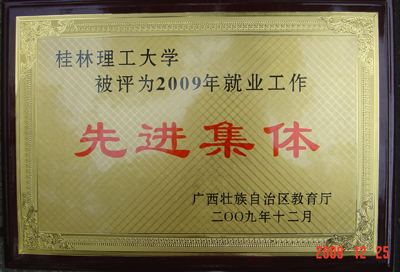 桂林理工大学
被评为2009年就业工作
先进集体
广西壮族自治区教育厅
二〇〇九年十二月
2009 12 25